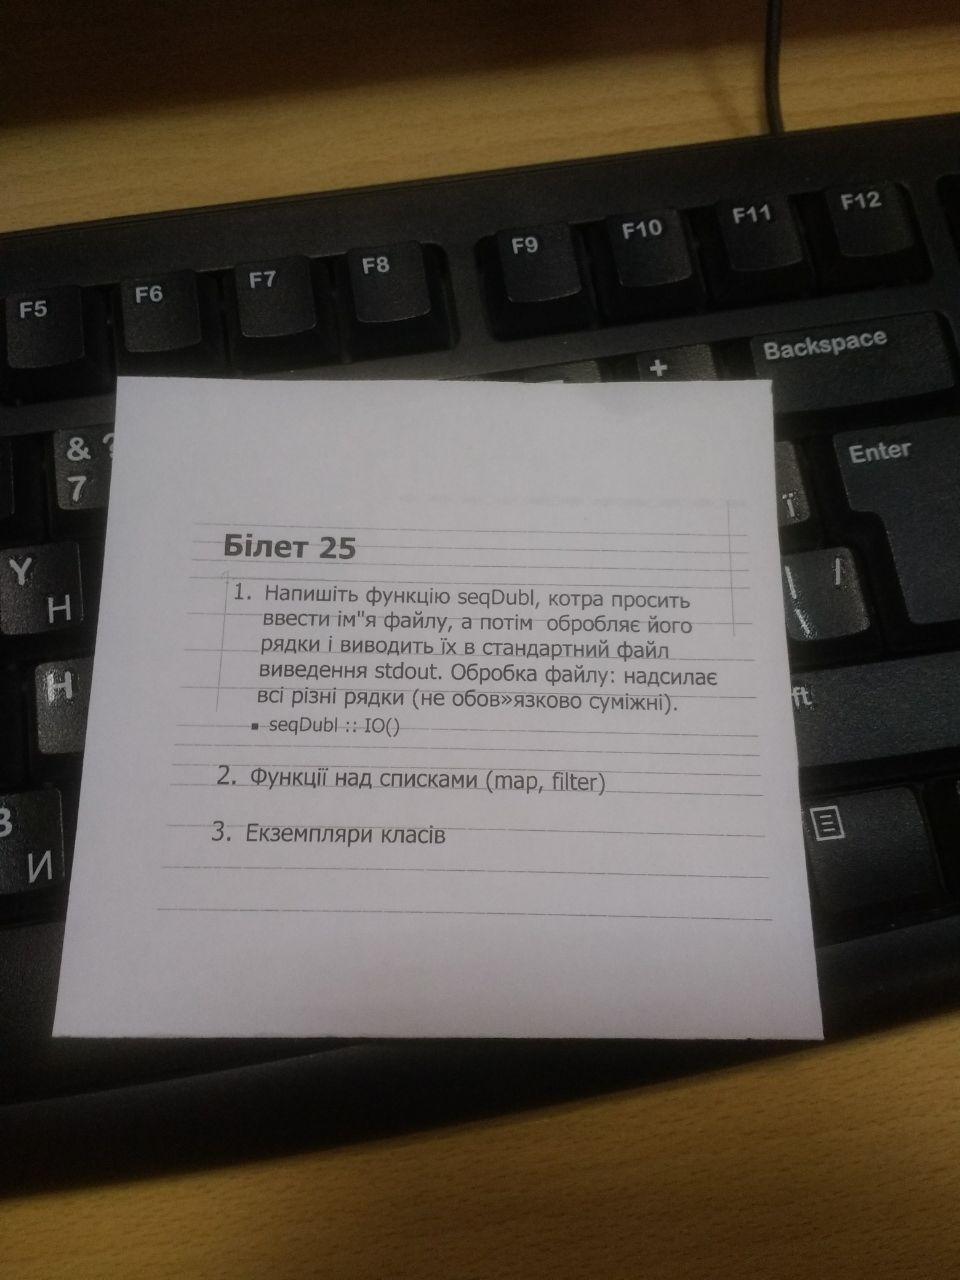 F5 F6 F7 F8 F9 F10 F11 F12
+ Backspace
& ?
7
Enter
ї
Y
Н
\ /
Н
ft
З
И
Білет 25
1. Напишіть функцію seqDubl, котра просить
ввести ім"я файлу, а потім обробляє його
рядки і виводить їх в стандартний файл
виведення stdout. Обробка файлу: надсилає
всі різні рядки (не обов»язково суміжні).
▪ seqDubl :: IO()
2. Функції над списками (map, filter)
3. Екземпляри класів